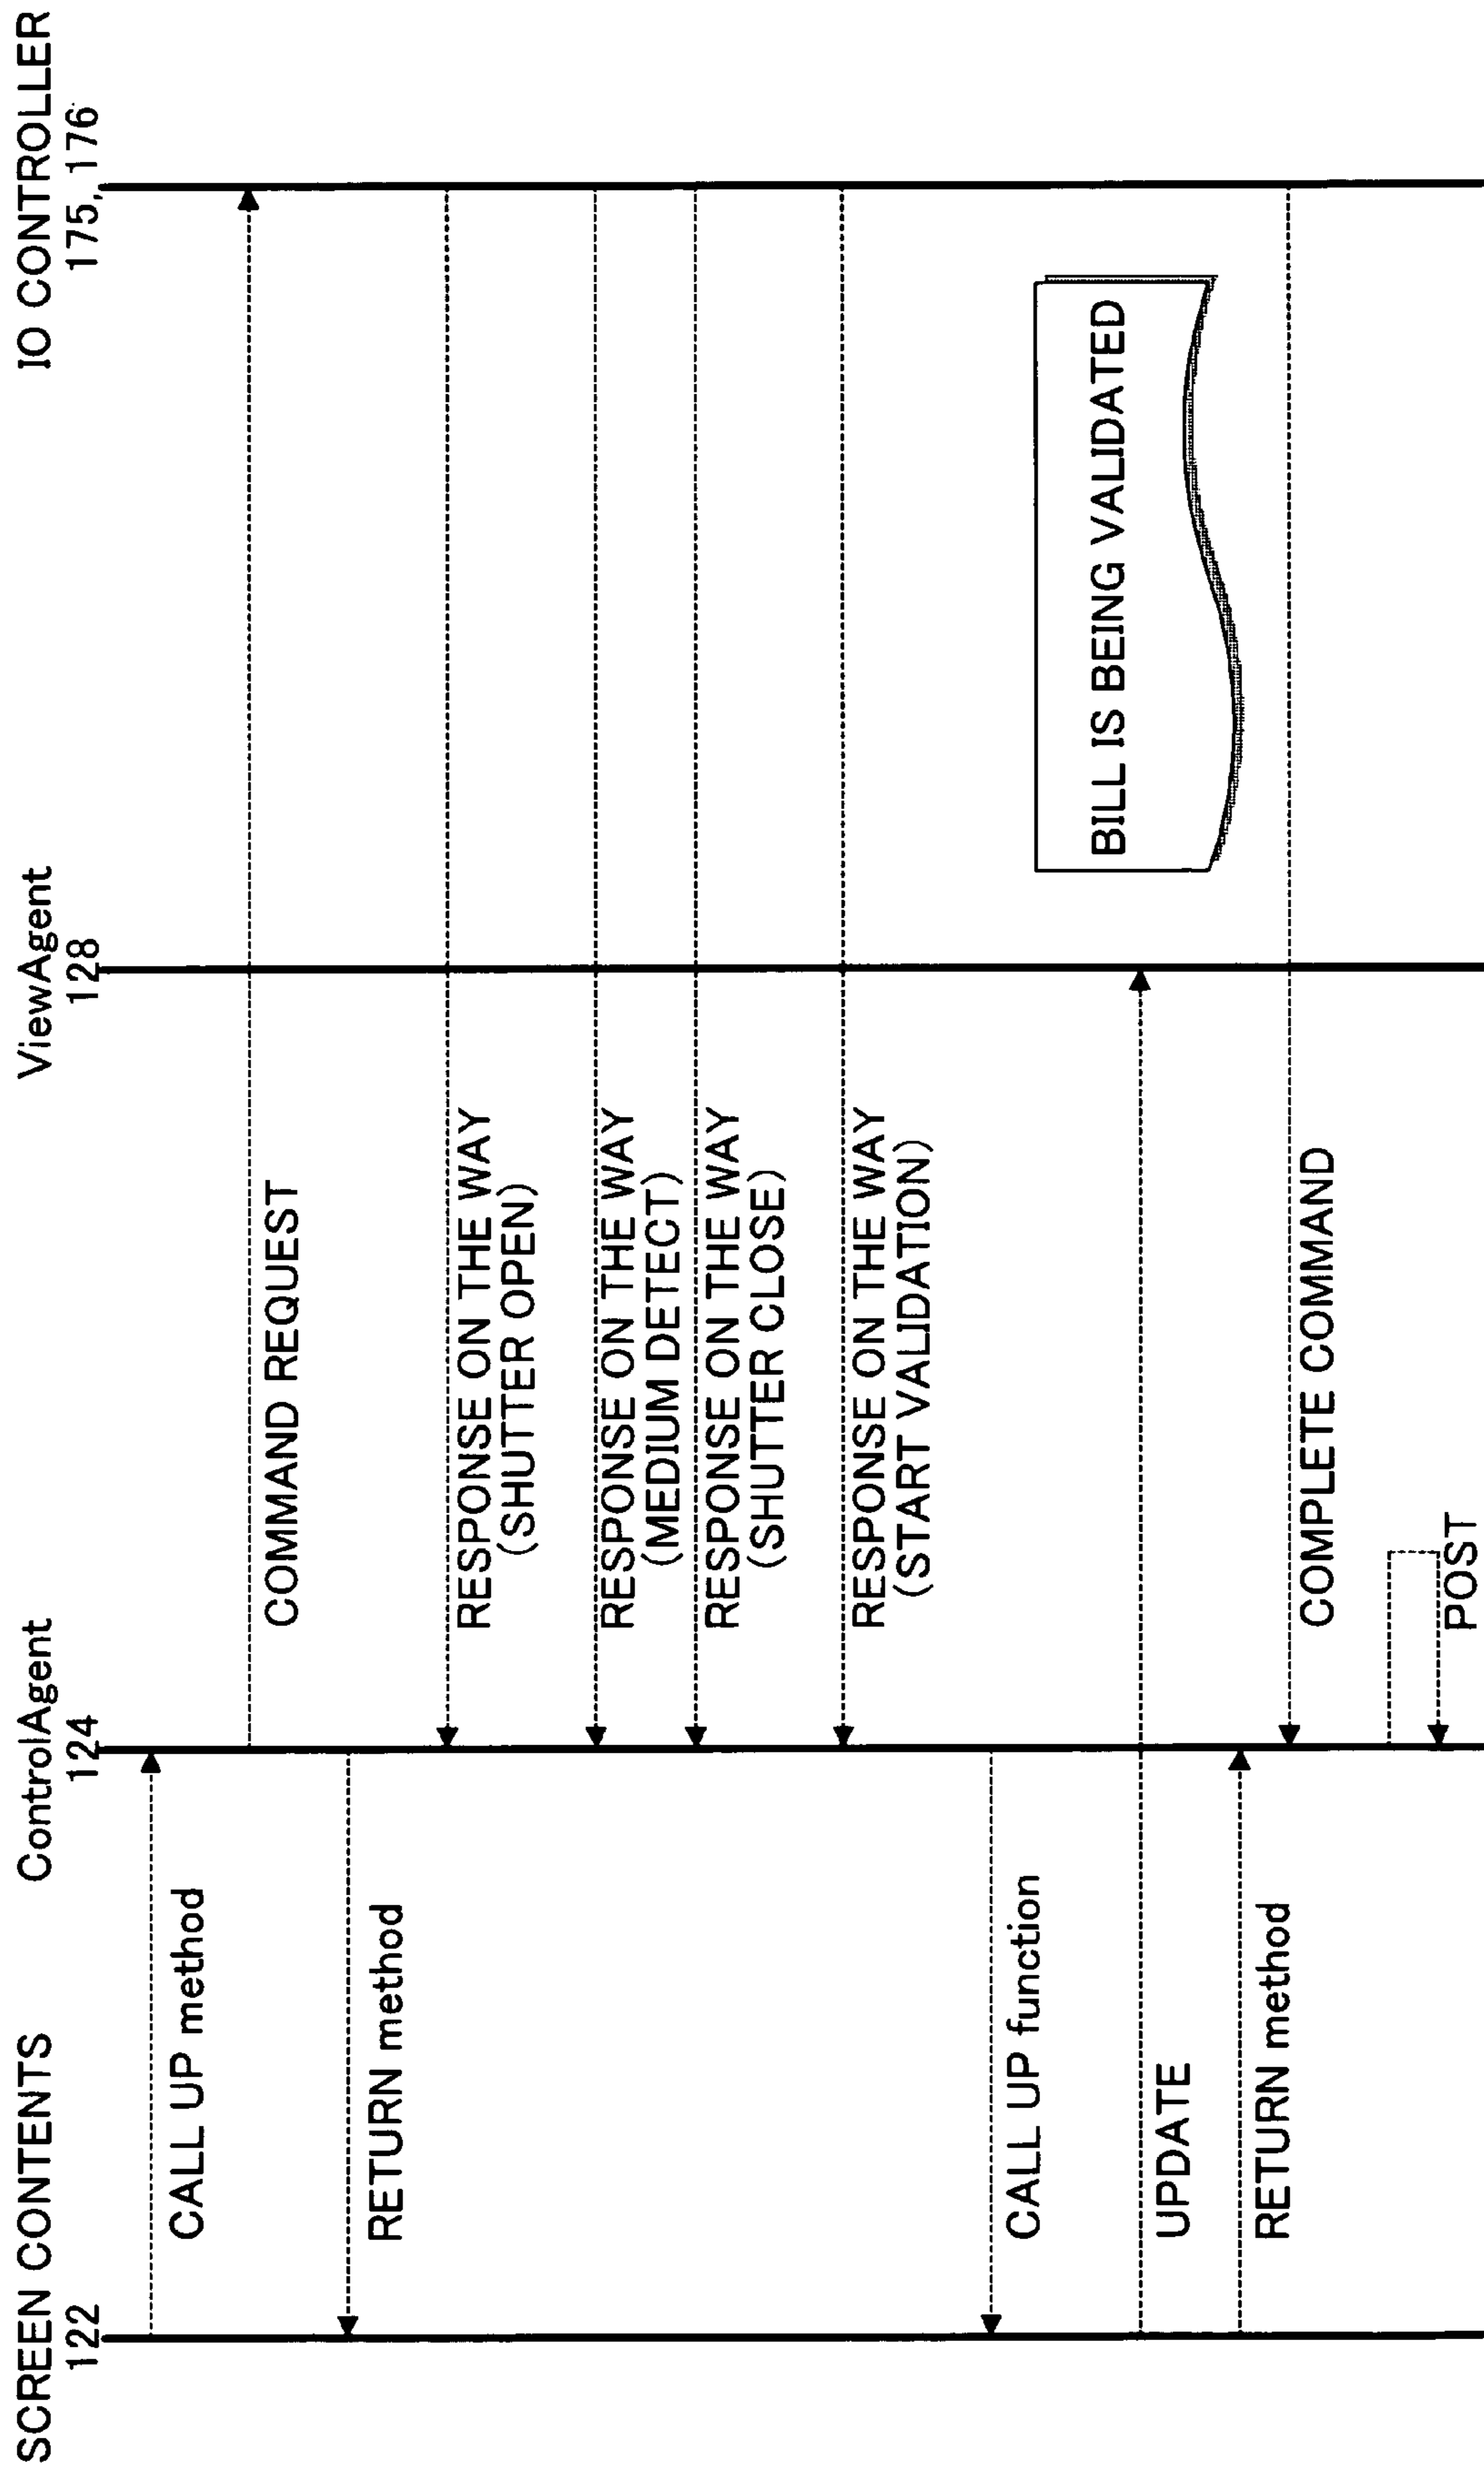 SCREEN CONTENTS
122
ControlAgent
124
ViewAgent
128
IO CONTROLLER
175, 176
CALL UP method
COMMAND REQUEST
RETURN method
RESPONSE ON THE WAY
(SHUTTER OPEN)
RESPONSE ON THE WAY
(MEDIUM DETECT)
RESPONSE ON THE WAY
(SHUTTER CLOSE)
RESPONSE ON THE WAY
(START VALIDATION)
CALL UP function
BILL IS BEING VALIDATED
UPDATE
RETURN method
COMPLETE COMMAND
POST